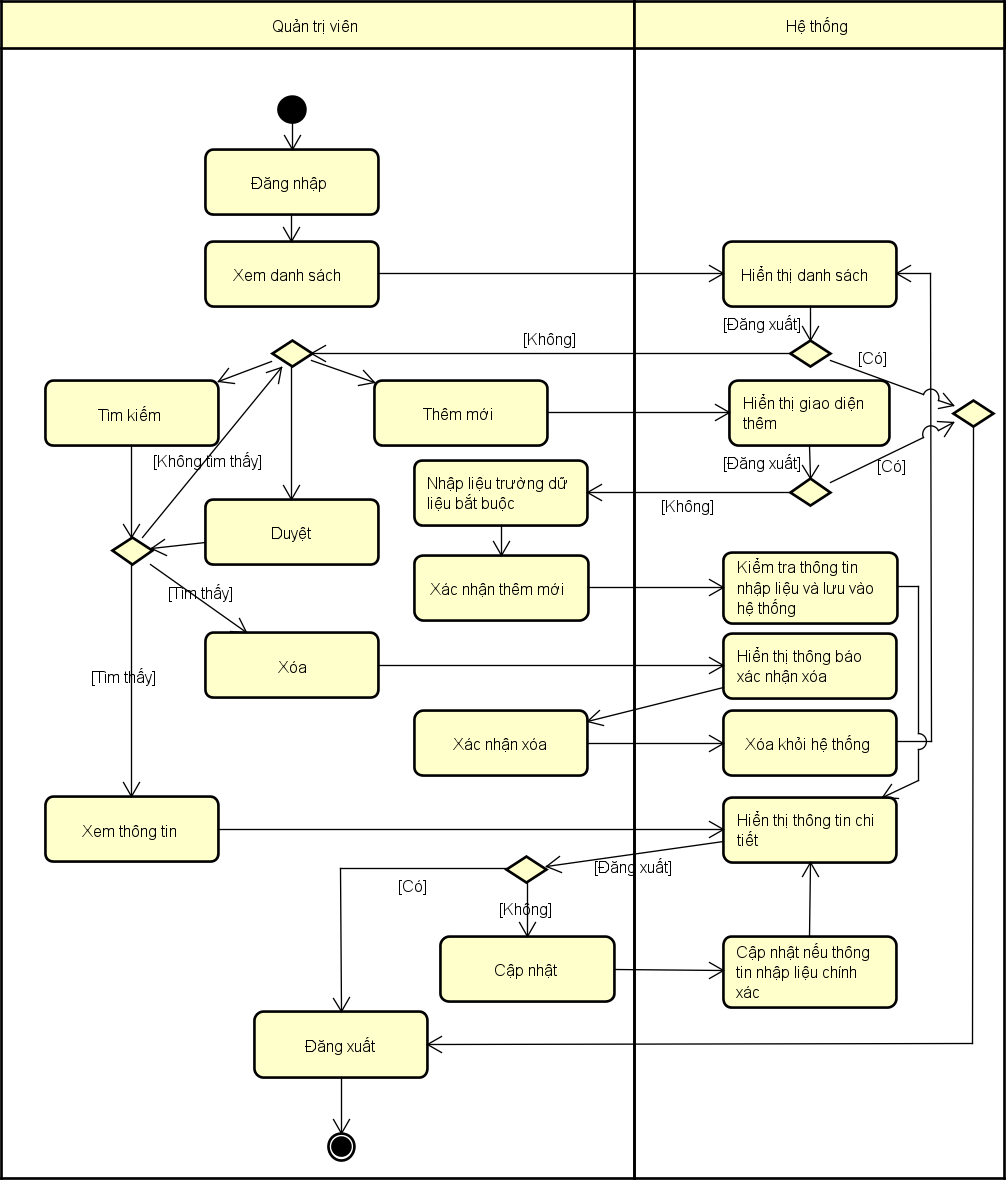 Quản trị viên
Hệ thống
Đăng nhập
Xem danh sách
Hiển thị danh sách
[Đăng xuất]
[Không]
[Có]
Tìm kiếm
Thêm mới
Hiển thị giao diện
thêm
[Không tìm thấy]
[Đăng xuất]
[Có]
Nhập liệu trường dữ
liệu bắt buộc
[Không]
Duyệt
Xác nhận thêm mới
Kiểm tra thông tin
nhập liệu và lưu vào
hệ thống
[Tìm thấy]
Xóa
Hiển thị thông báo
xác nhận xóa
[Tìm thấy]
Xác nhận xóa
Xóa khỏi hệ thống
Xem thông tin
Hiển thị thông tin chi
tiết
[Đăng xuất]
[Có]
[Không]
Cập nhật
Cập nhật nếu thông
tin nhập liệu chính
xác
Đăng xuất